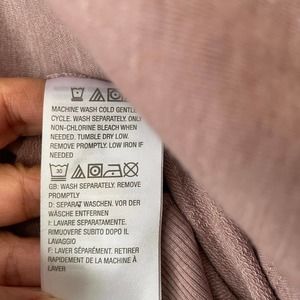 MACHINE WASH COLD GENTLE
CYCLE. WASH SEPARATELY. ONLY
NON-CHLORINE BLEACH WHEN
NEEDED. TUMBLE DRY LOW.
REMOVE PROMPTLY. LOW IRON IF
NEEDED
30
GB: WASH SEPARATELY. REMOVE
PROMPTLY
D: SEPARAT WASCHEN. VOR DER
WÄSCHE ENTFERNEN
I: LAVARE SEPARATAMENTE.
RIMUOVERE SUBITO DOPO IL
LAVAGGIO
F: LAVER SÉPARÉMENT. RETIRER
RAPIDEMENT DE LA MACHINE À
LAVER